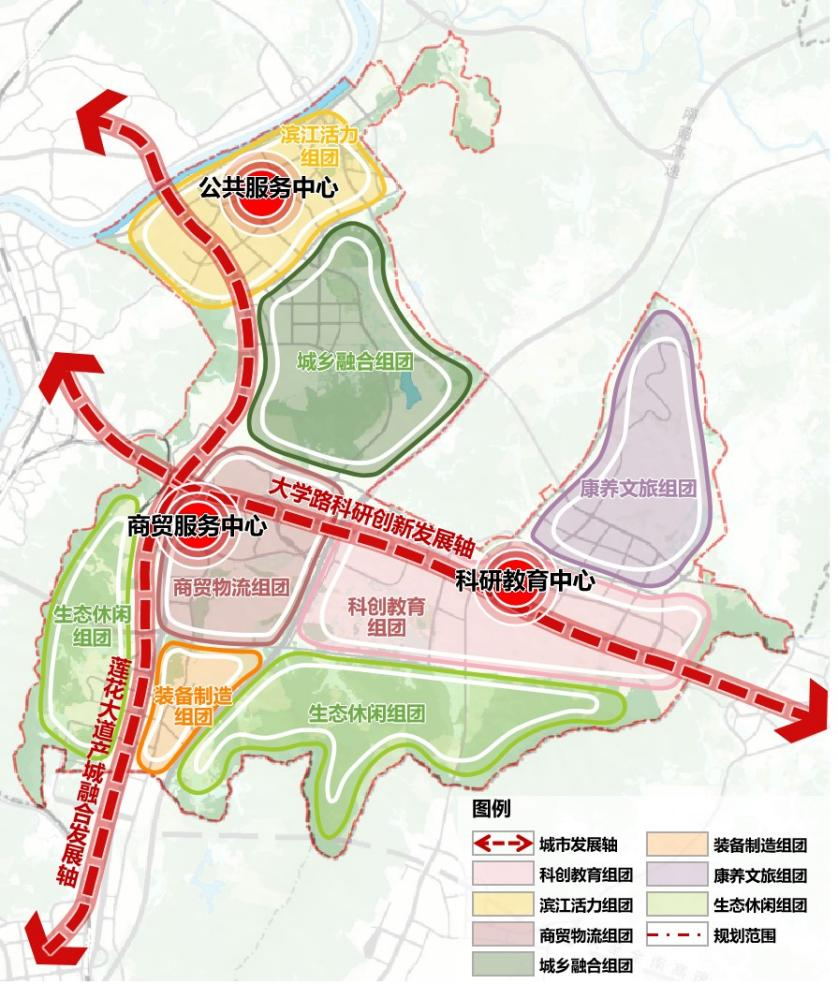 滨江活力
组团
公共服务中心
城乡融合组团
康养文旅组团
大学路科研创新发展轴
商贸服务中心
科研教育中心
商贸物流组团
科创教育
组团
生态休闲
组团
莲花大道产城融合发展轴
装备制造
组团
生态休闲组团
图例
城市发展轴
装备制造组团
科创教育组团
康养文旅组团
滨江活力组团
生态休闲组团
商贸物流组团
规划范围
城乡融合组团